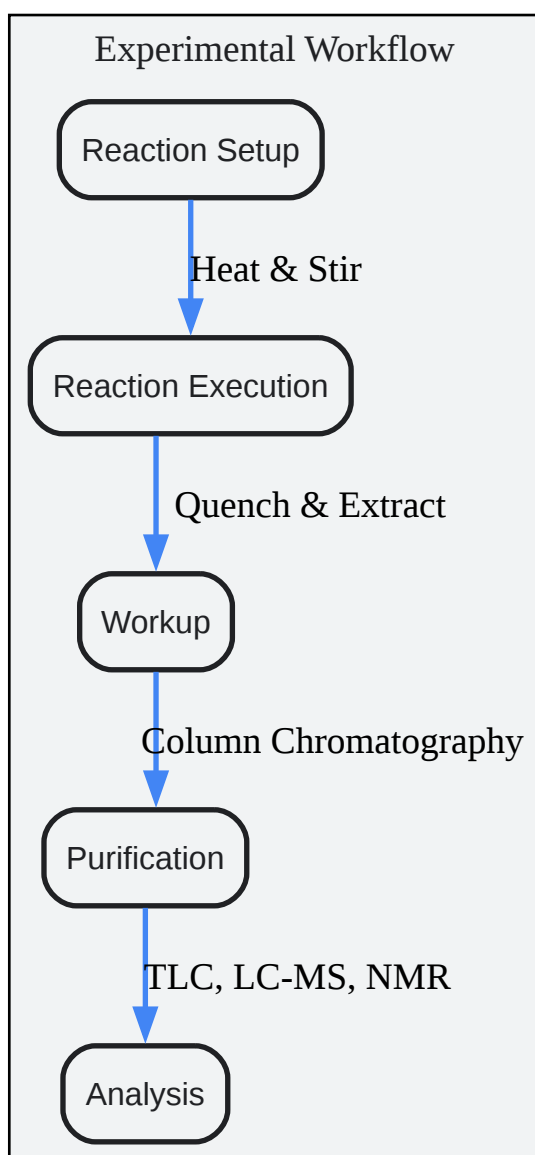 Experimental Workflow
Reaction Setup
Heat & Stir
Reaction Execution
Quench & Extract
Workup
Column Chromatography
Purification
TLC, LC-MS, NMR
Analysis